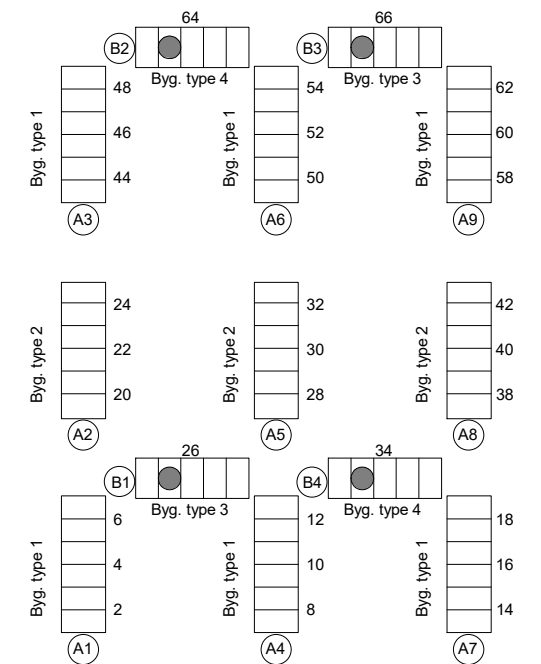 64
66
B2
B3
Byg. type 4
Byg. type 3
Byg. type 1
48
46
44
A3
Byg. type 1
54
52
50
A6
Byg. type 1
62
60
58
A9
Byg. type 2
24
22
20
A2
Byg. type 2
32
30
28
A5
Byg. type 2
42
40
38
A8
26
34
B1
B4
Byg. type 3
Byg. type 4
Byg. type 1
6
4
2
A1
Byg. type 1
12
10
8
A4
Byg. type 1
18
16
14
A7